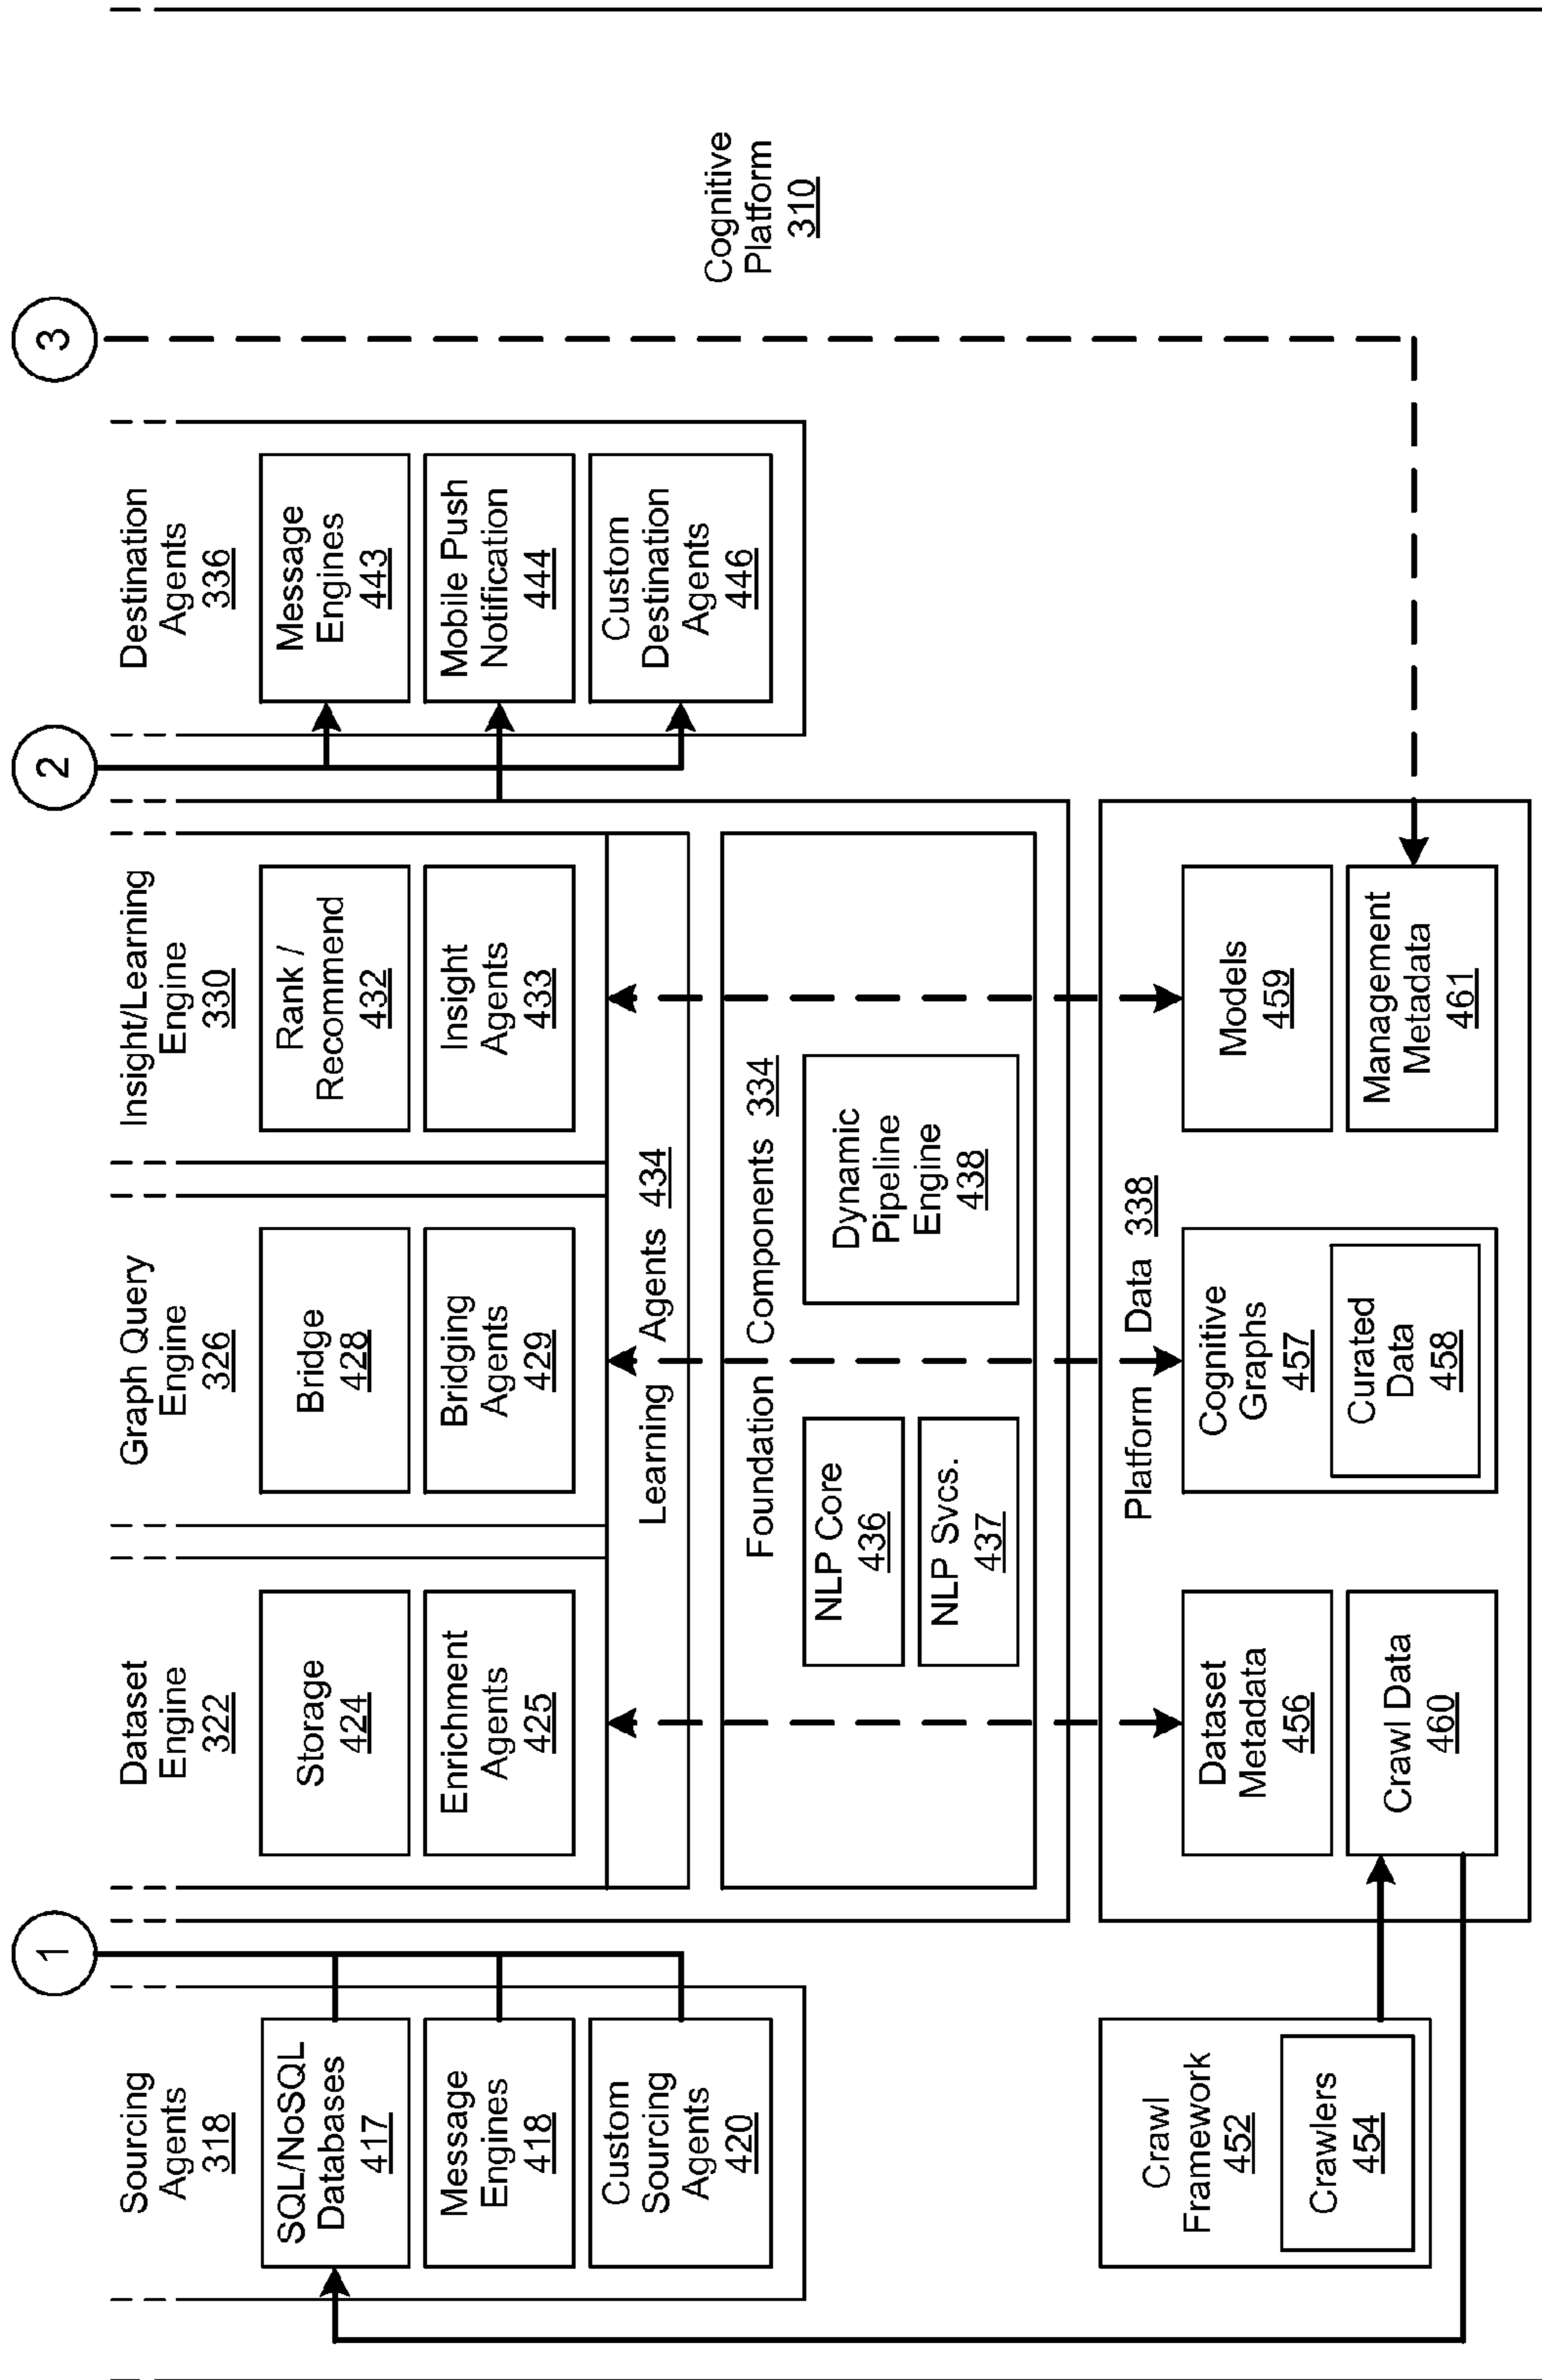 1
2
3
Sourcing
Agents
318
SQL/NoSQL
Databases
417
Message
Engines
418
Custom
Sourcing
Agents
420
Dataset
Engine
322
Storage
424
Enrichment
Agents
425
Graph Query
Engine
326
Bridge
428
Bridging
Agents
429
Insight/Learning
Engine
330
Rank /
Recommend
432
Insight
Agents
433
Learning Agents 434
Destination
Agents
336
Message
Engines
443
Mobile Push
Notification
444
Custom
Destination
Agents
446
Foundation Components 334
NLP Core
436
NLP Svcs.
437
Dynamic
Pipeline
Engine
438
Cognitive
Platform
310
Crawl
Framework
452
Crawlers
454
Platform Data 338
Dataset
Metadata
456
Crawl Data
460
Cognitive
Graphs
457
Curated
Data
458
Models
459
Management
Metadata
461